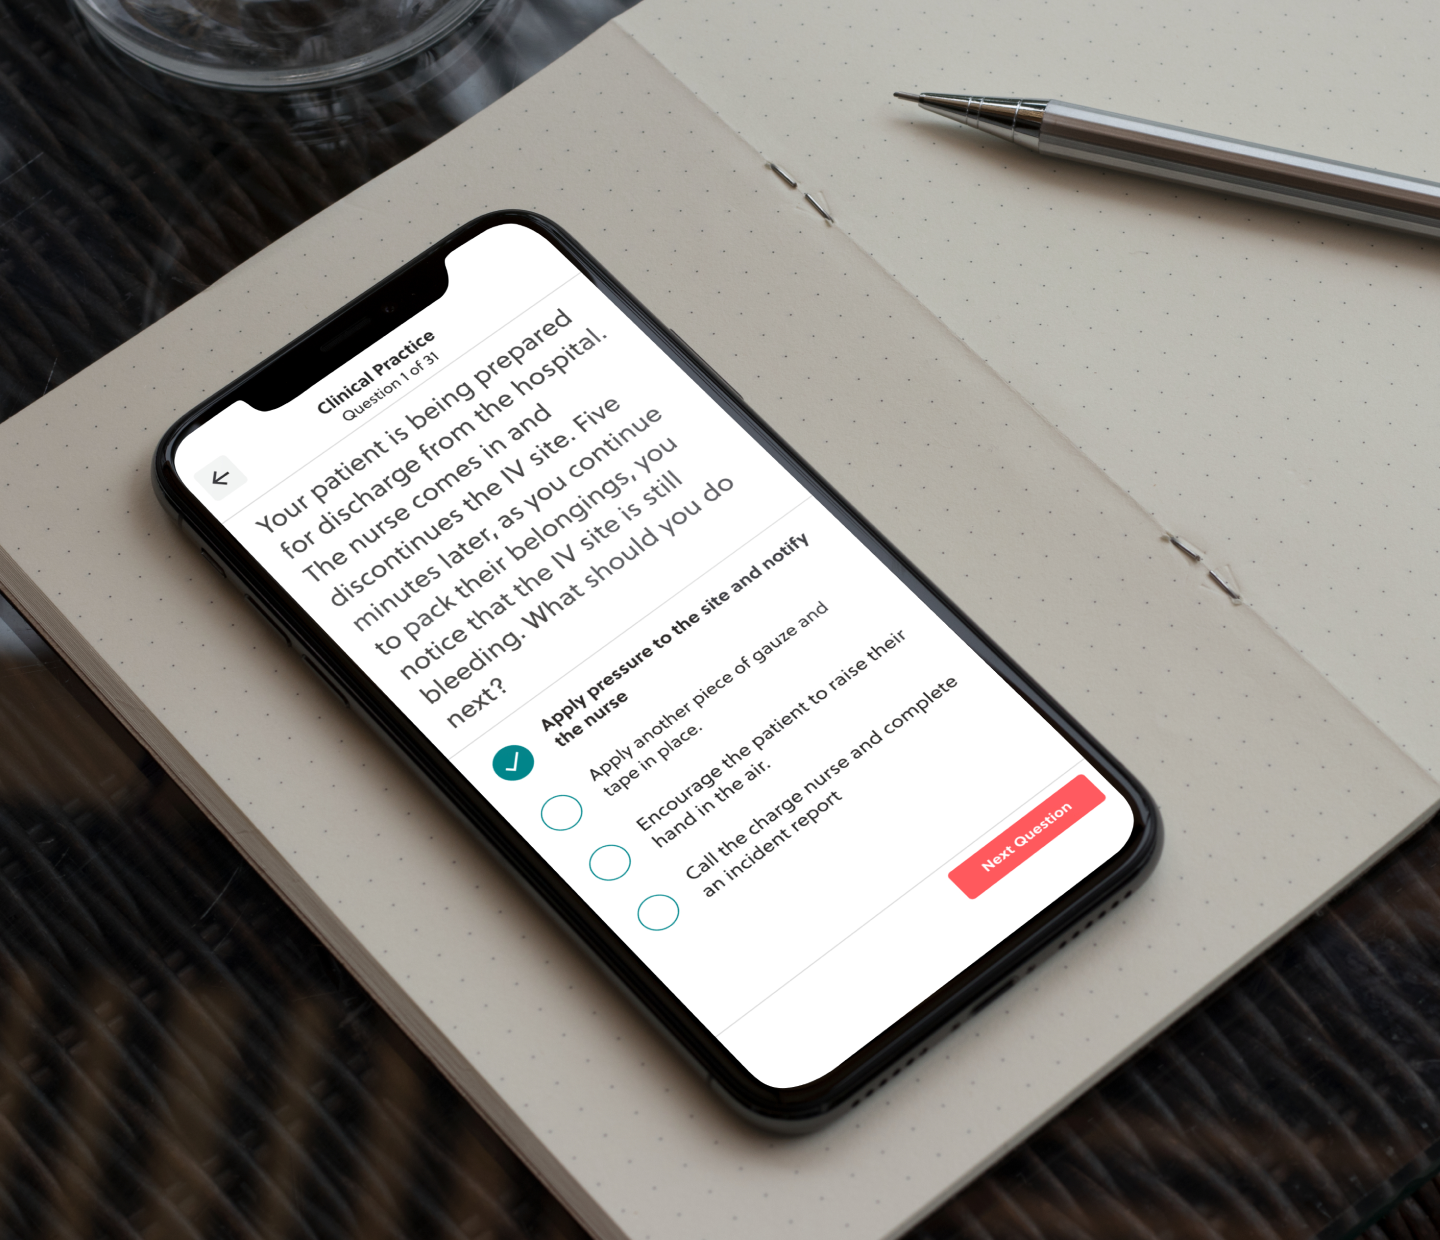 Clinical Practice
Question 1 of 31
Your patient is being prepared
for discharge from the hospital.
The nurse comes in and
discontinues the IV site. Five
minutes later, as you continue
to pack their belongings, you
notice that the IV site is still
bleeding. What should you do
next?
Apply pressure to the site and notify
the nurse
Apply another piece of gauze and
tape in place.
Encourage the patient to raise their
hand in the air.
Call the charge nurse and complete
an incident report
Next Question